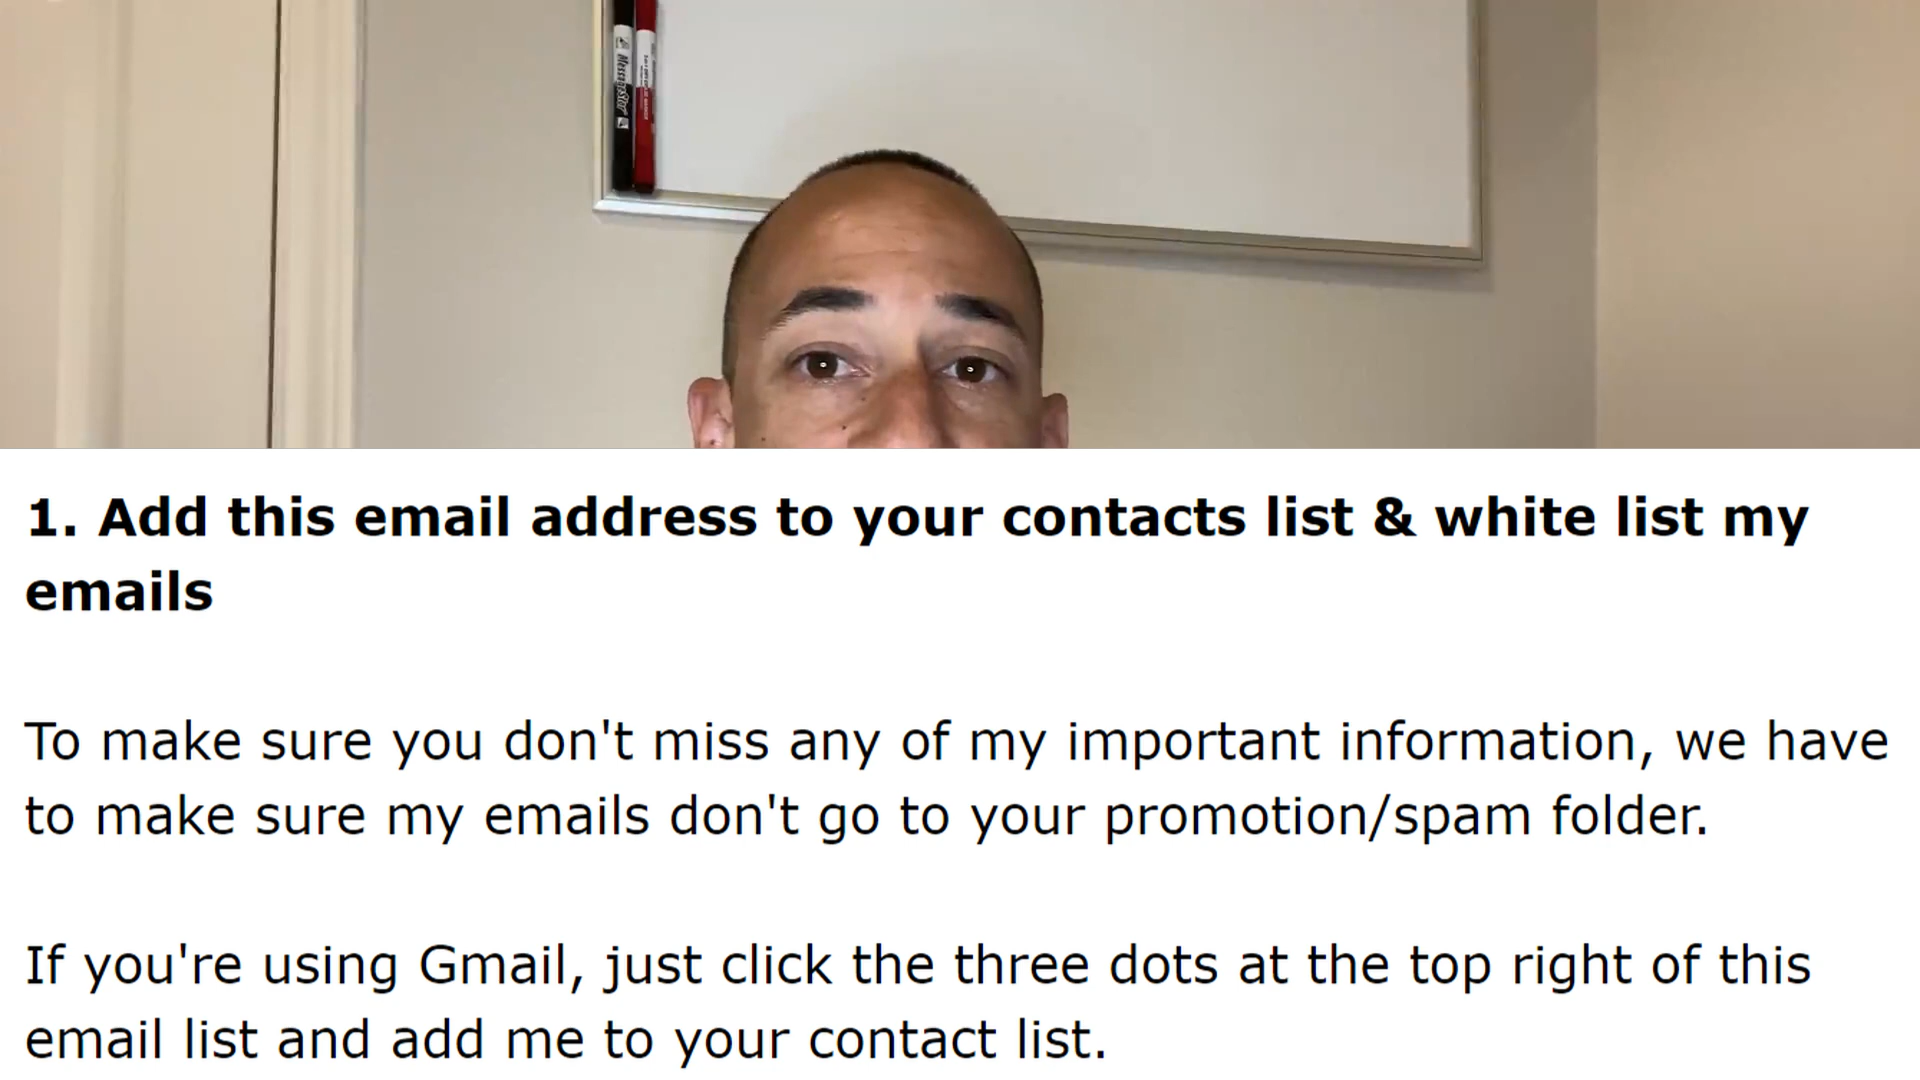 MessageStor
1. Add this email address to your contacts list & white list my
emails
To make sure you don't miss any of my important information, we have
to make sure my emails don't go to your promotion/spam folder.
If you're using Gmail, just click the three dots at the top right of this
email list and add me to your contact list.